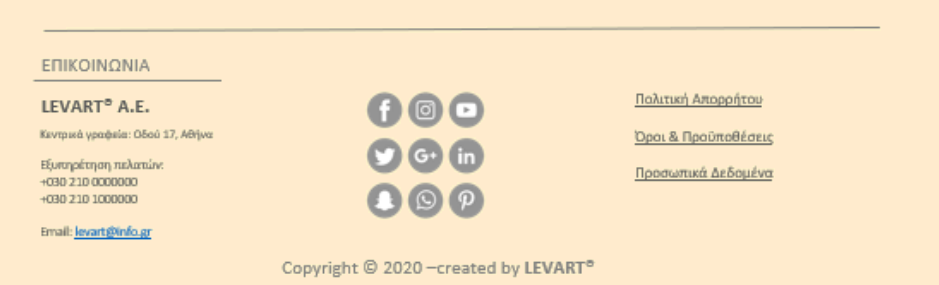 ΕΠΙΚΟΙΝΩΝΙΑ
LEVART® Α.Ε.
Κεντρικά γραφεία: Οδού 17, Αθήνα
Εξυπηρέτηση πελατών:
+030 210 0000000
+030 210 1000000
Email: levart@info.gr
Πολιτική Απορρήτου
Όροι & Προϋποθέσεις
Προσωπικά Δεδομένα
Copyright © 2020 –created by LEVART®